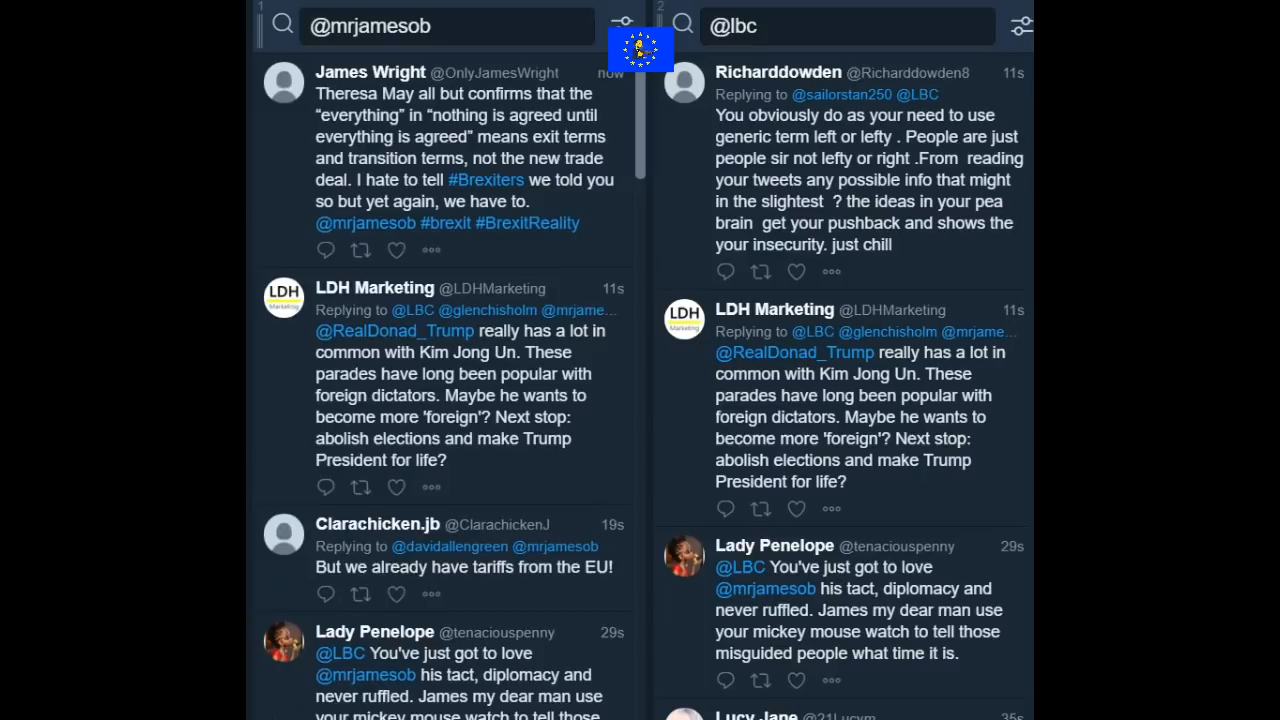 1
@mrjamesob
James Wright @OnlyJamesWright now
Theresa May all but confirms that the
“everything” in “nothing is agreed until
everything is agreed” means exit terms
and transition terms, not the new trade
deal. I hate to tell #Brexiters we told you
so but yet again, we have to.
@mrjamesob #brexit #BrexitReality
LDH
Marketing
LDH Marketing @LDHMarketing 11s
Replying to @LBC @glenchisholm @mrjame...
@RealDonad_Trump really has a lot in
common with Kim Jong Un. These
parades have long been popular with
foreign dictators. Maybe he wants to
become more 'foreign'? Next stop:
abolish elections and make Trump
President for life?
Clarachicken.jb @ClarachickenJ 19s
Replying to @davidallengreen @mrjamesob
But we already have tariffs from the EU!
Lady Penelope @tenaciouspenny 29s
@LBC You've just got to love
@mrjamesob his tact, diplomacy and
never ruffled. James my dear man use
your mickey mouse watch to tell those
2
@lbc
Richarddowden @Richarddowden8 11s
Replying to @sailorstan250 @LBC
You obviously do as your need to use
generic term left or lefty . People are just
people sir not lefty or right .From reading
your tweets any possible info that might
in the slightest ? the ideas in your pea
brain get your pushback and shows the
your insecurity. just chill
LDH
Marketing
LDH Marketing @LDHMarketing 11s
Replying to @LBC @glenchisholm @mrjame...
@RealDonad_Trump really has a lot in
common with Kim Jong Un. These
parades have long been popular with
foreign dictators. Maybe he wants to
become more 'foreign'? Next stop:
abolish elections and make Trump
President for life?
Lady Penelope @tenaciouspenny 29s
@LBC You've just got to love
@mrjamesob his tact, diplomacy and
never ruffled. James my dear man use
your mickey mouse watch to tell those
misguided people what time it is.
Lucy Jane @21Lucym 35s